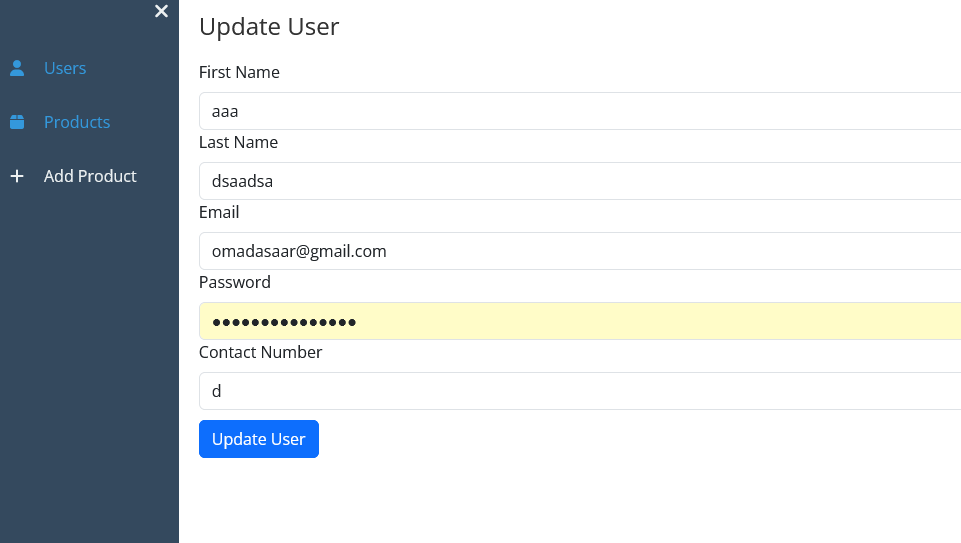 Users
Products
Add Product
Update User
First Name
aaa
Last Name
dsaadsa
Email
omadasaar@gmail.com
Password
•••••••••••••••
Contact Number
d
Update User